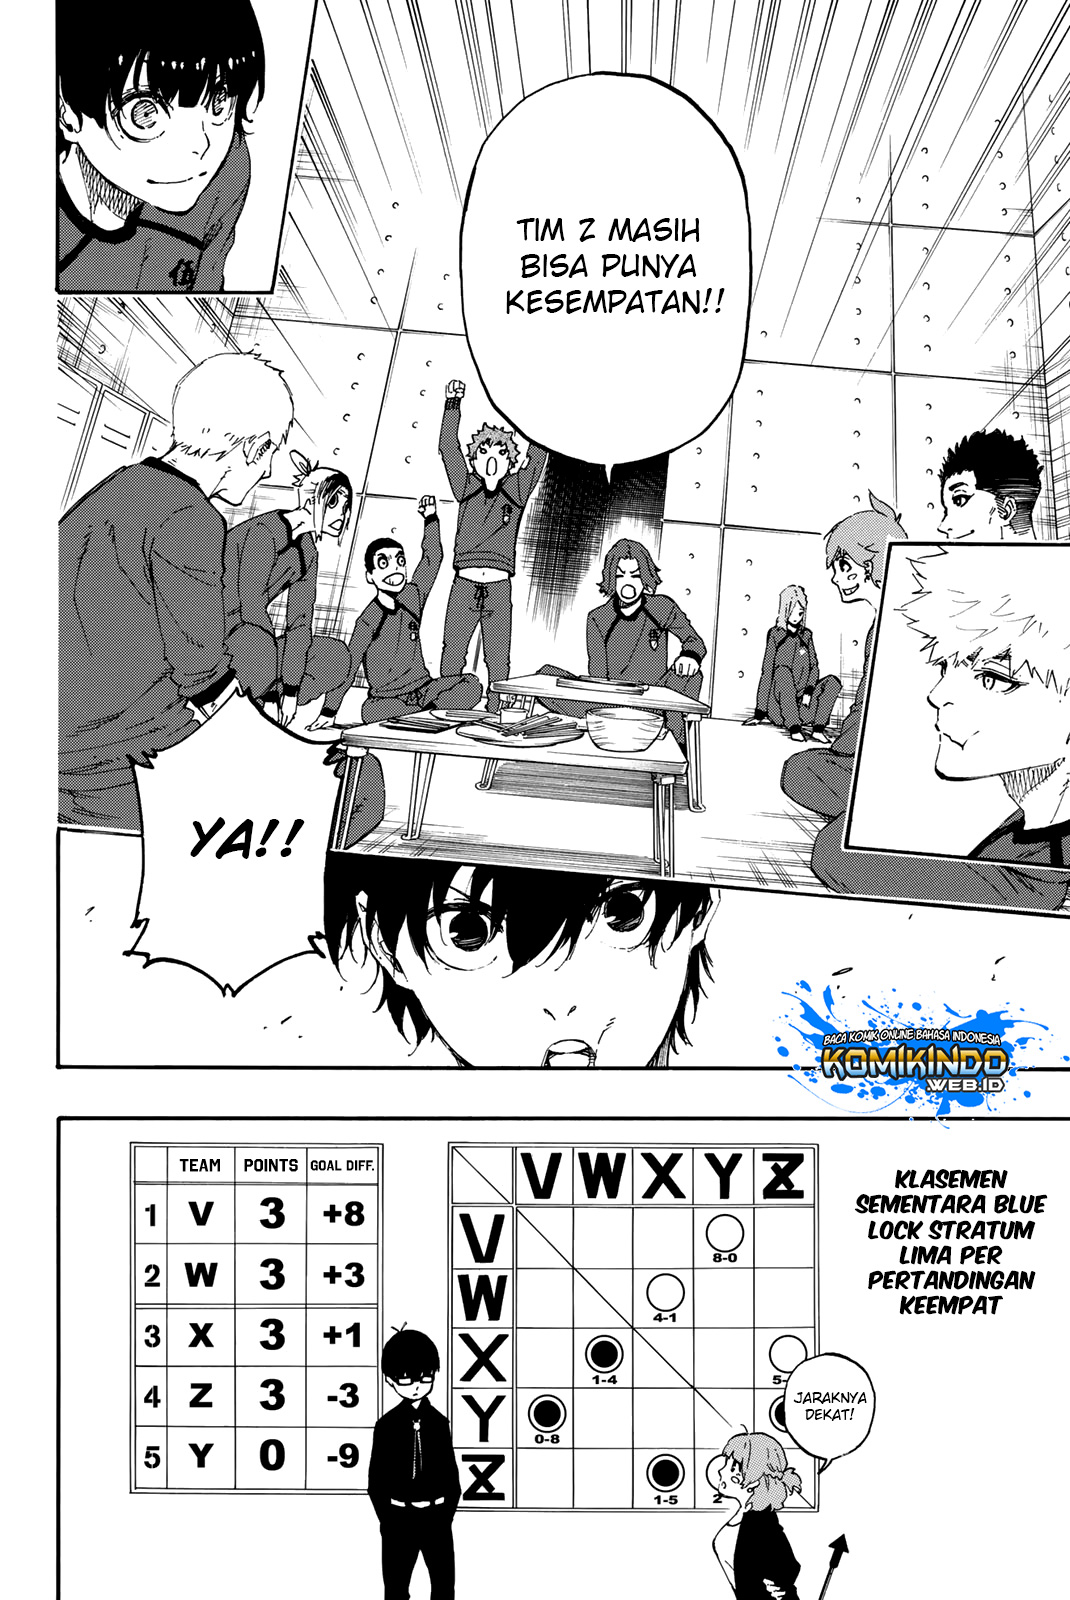 TIM Z MASIH
BISA PUNYA
KESEMPATAN!!
YA!!
BACA KOMIK ONLINE BAHASA INDONESIA
KOMIKINDO
.WEB.ID
KLASEMEN
SEMENTARA BLUE
LOCK STRATUM
LIMA PER
PERTANDINGAN
KEEMPAT
TEAM POINTS GOAL DIFF.
1 V 3 +8
2 W 3 +3
3 X 3 +1
4 Z 3 -3
5 Y 0 -9
V W X Y Z
V 8-0
W 4-1
X 1-4 5-
Y 0-8
Z 1-5 2
JARAKNYA
DEKAT!